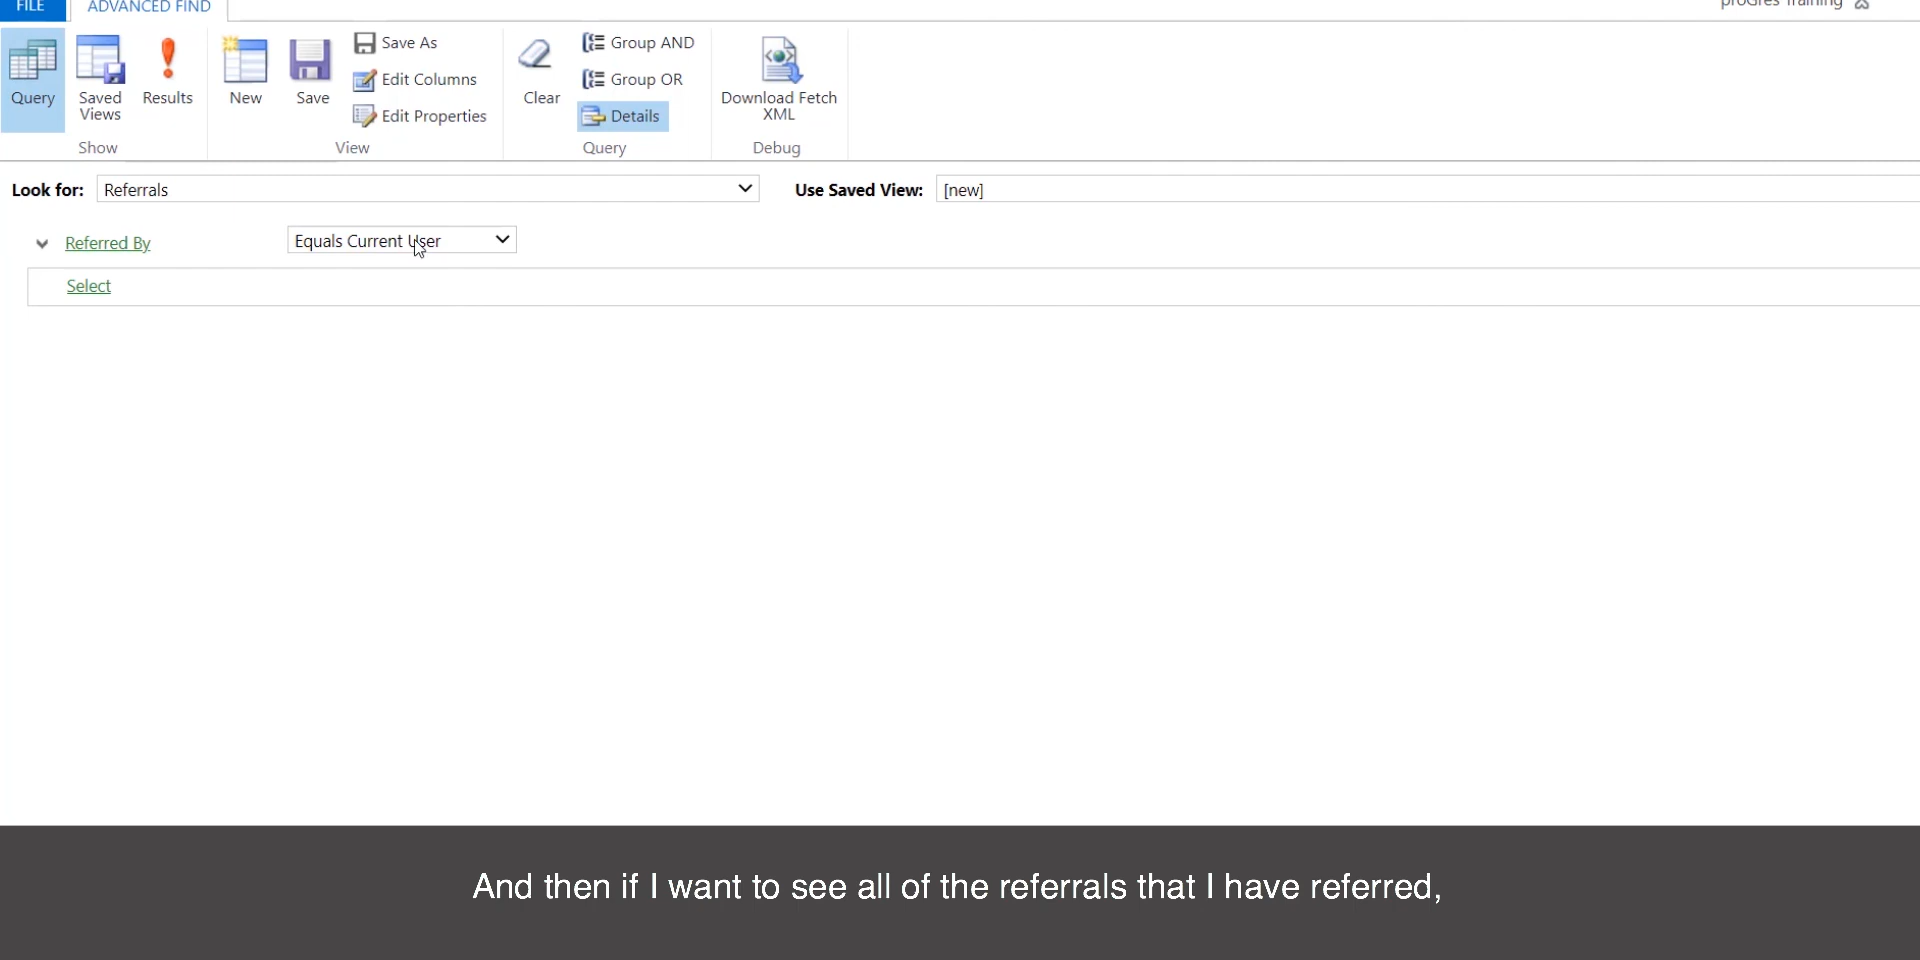 FILE
ADVANCED FIND
proGres Training
Query
Saved Views
Results
Show
New
Save
Save As
Edit Columns
Edit Properties
View
Clear
Group AND
Group OR
Details
Query
Download Fetch XML
Debug
Look for: Referrals
Use Saved View: [new]
Referred By
Equals Current User
Select
And then if I want to see all of the referrals that I have referred,